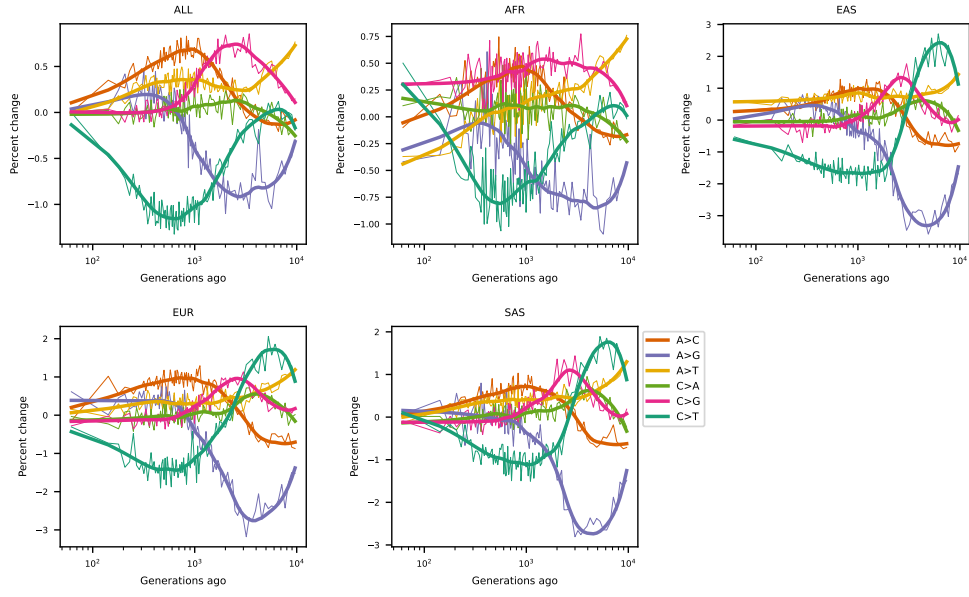 ALL
Percent change
0.5
0.0
−0.5
−1.0
10²
10³
10⁴
Generations ago
AFR
Percent change
0.75
0.50
0.25
0.00
−0.25
−0.50
−0.75
−1.00
10²
10³
10⁴
Generations ago
EAS
Percent change
3
2
1
0
−1
−2
−3
10²
10³
10⁴
Generations ago
EUR
Percent change
2
1
0
−1
−2
−3
10²
10³
10⁴
Generations ago
SAS
Percent change
2
1
0
−1
−2
−3
10²
10³
10⁴
Generations ago
A>C
A>G
A>T
C>A
C>G
C>T